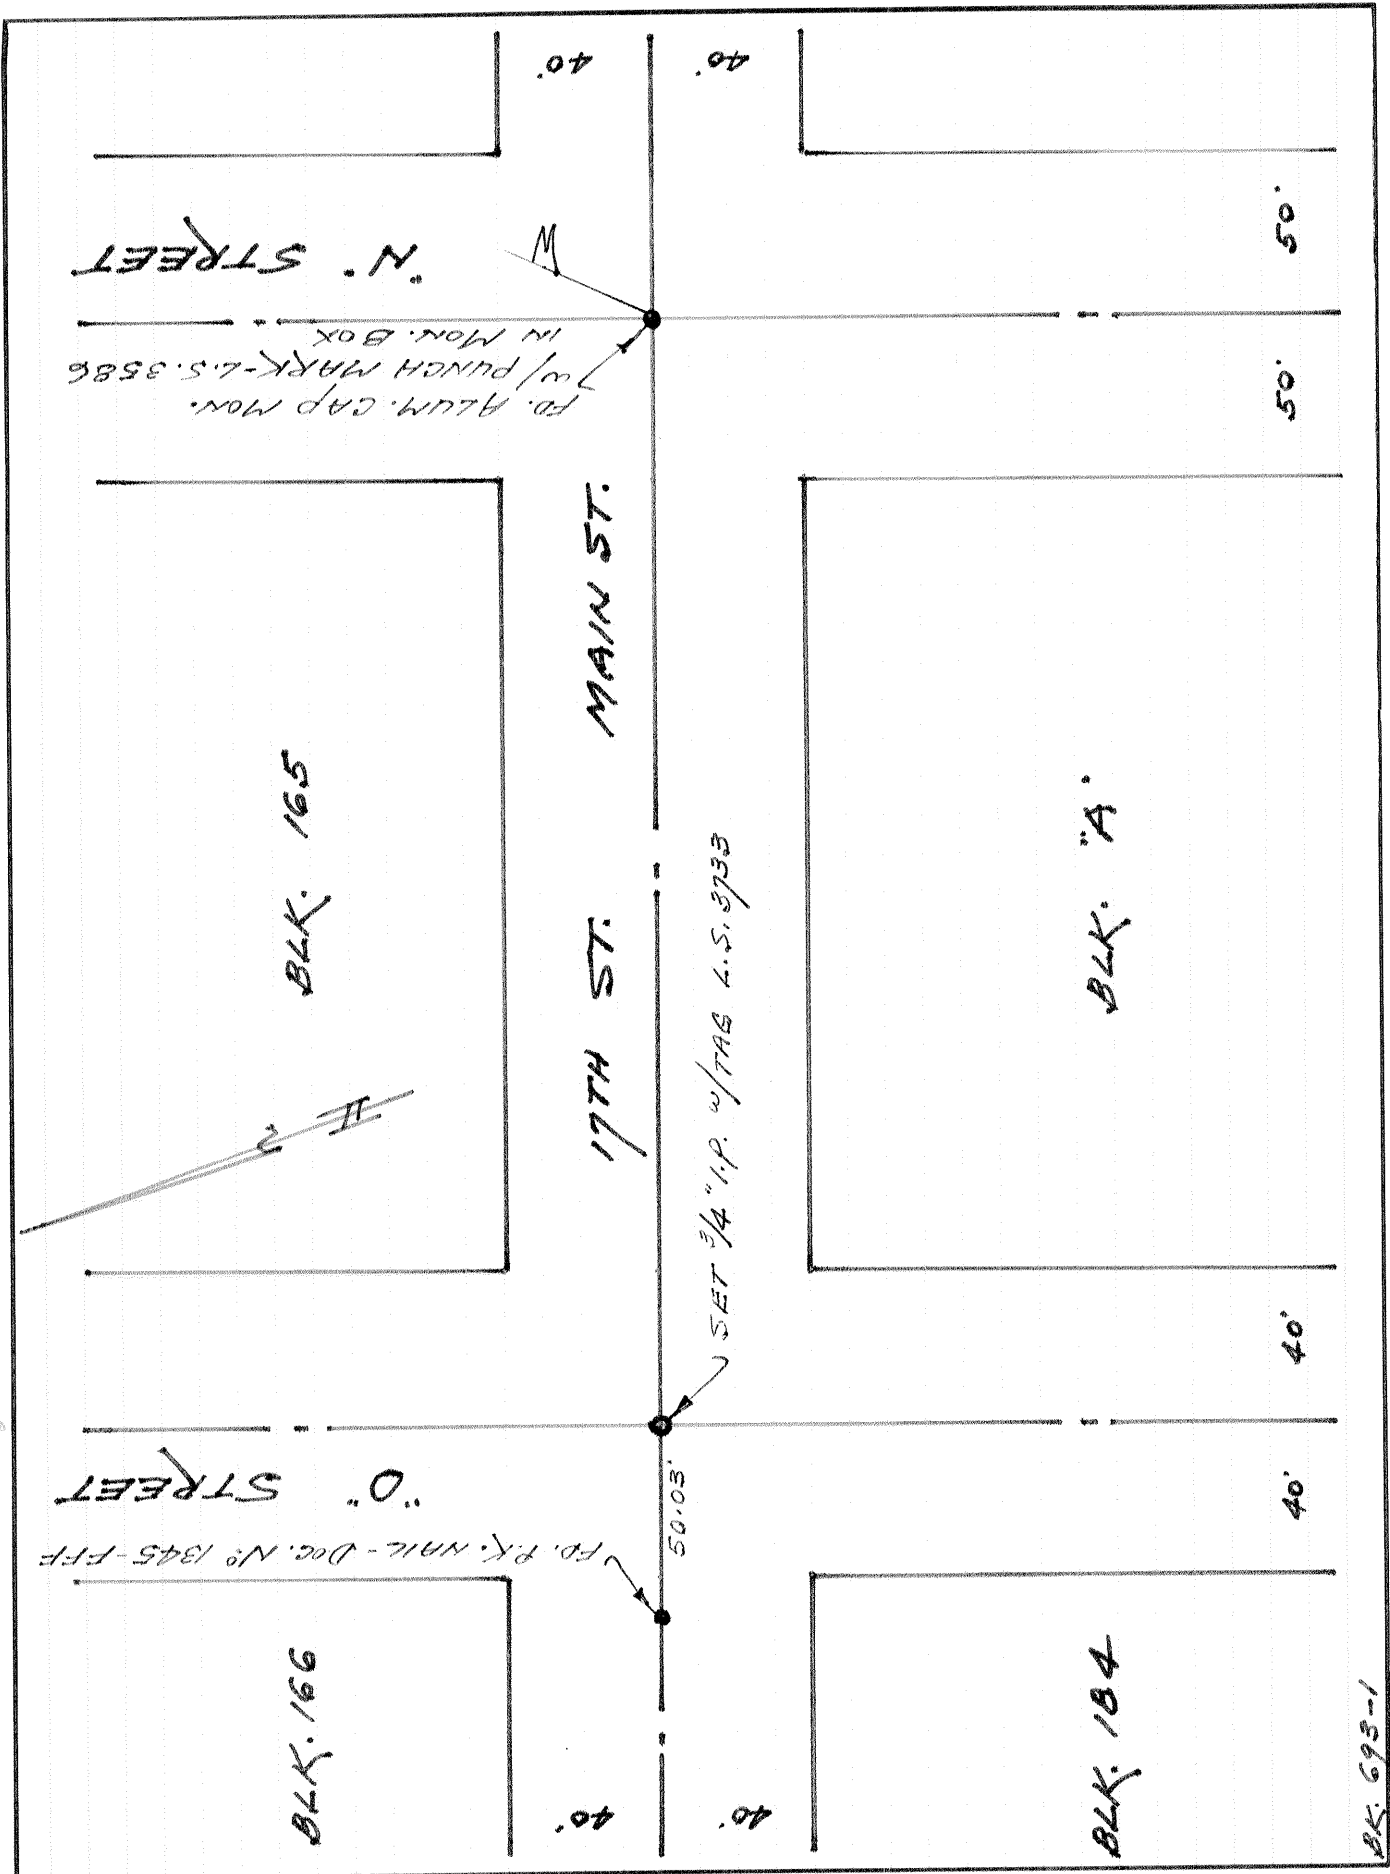 40'
40'
"N" STREET
M
FD. ALUM. CAP MON.
W/ PUNCH MARK-L.S. 3586
IN MON. BOX
50'
50'
BLK. 165
17TH ST. MAIN ST.
BLK. "A"
SET 3/4" I.P. W/TAG L.S. 3733
"O" STREET
50.03'
FD. P.K. NAIL - DOC. Nº 1345-FFF
40'
40'
BLK. 166
BLK. 184
40'
40'
BK. 693-1